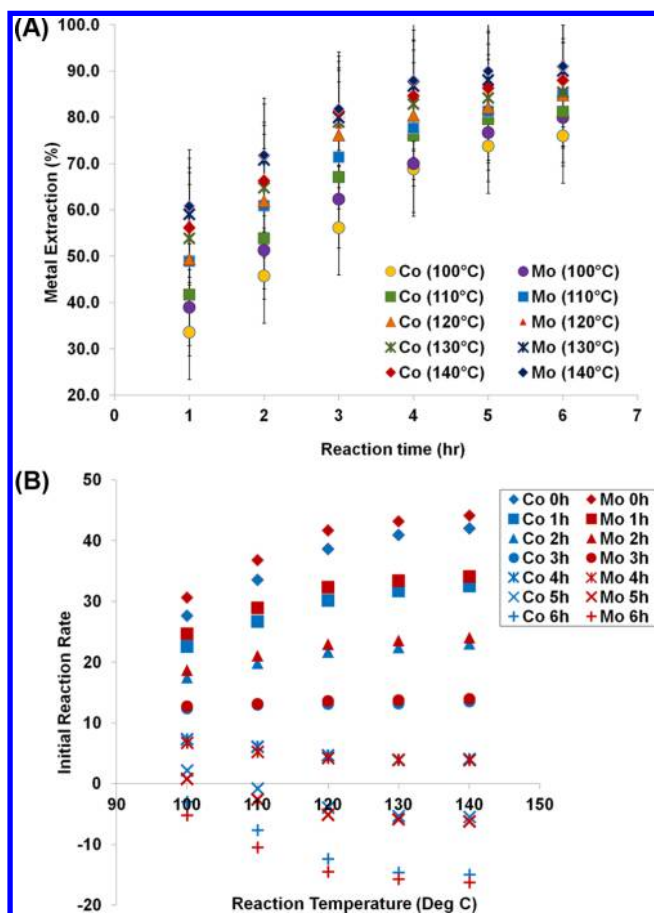 (A)
100.0
90.0
80.0
70.0
60.0
50.0
40.0
30.0
20.0
Metal Extraction (%)
Co (100°C) Mo (100°C)
Co (110°C) Mo (110°C)
Co (120°C) Mo (120°C)
Co (130°C) Mo (130°C)
Co (140°C) Mo (140°C)
0 1 2 3 4 5 6 7
Reaction time (hr)
(B)
50
40
30
20
10
0
-10
-20
Initial Reaction Rate
Co 0h Mo 0h
Co 1h Mo 1h
Co 2h Mo 2h
Co 3h Mo 3h
Co 4h Mo 4h
Co 5h Mo 5h
Co 6h Mo 6h
90 100 110 120 130 140 150
Reaction Temperature (Deg C)